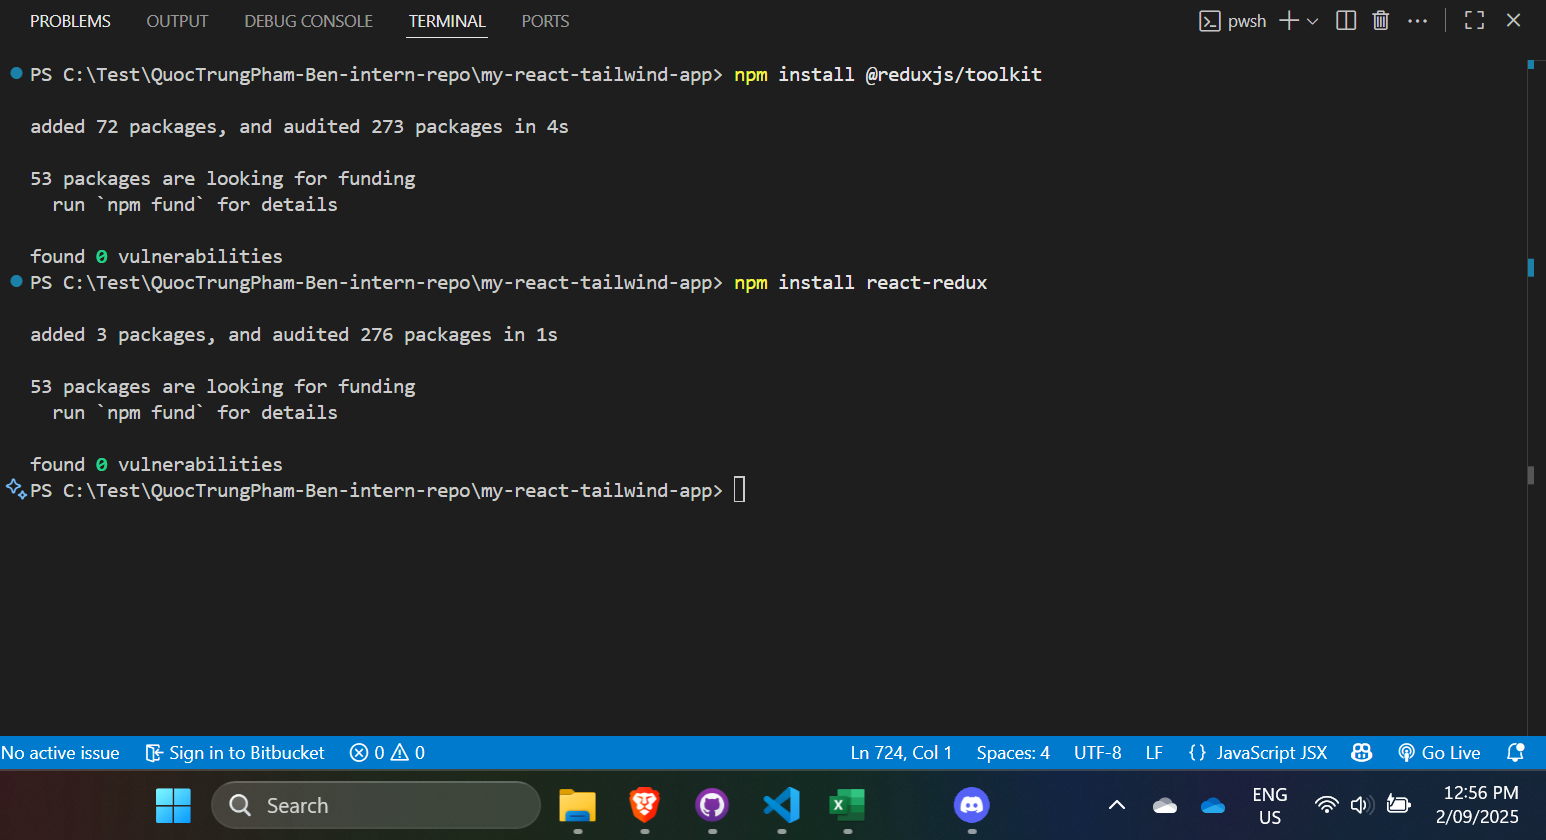 PROBLEMS OUTPUT DEBUG CONSOLE TERMINAL PORTS pwsh
PS C:\Test\QuocTrungPham-Ben-intern-repo\my-react-tailwind-app> npm install @reduxjs/toolkit
added 72 packages, and audited 273 packages in 4s
53 packages are looking for funding
run `npm fund` for details
found 0 vulnerabilities
PS C:\Test\QuocTrungPham-Ben-intern-repo\my-react-tailwind-app> npm install react-redux
added 3 packages, and audited 276 packages in 1s
53 packages are looking for funding
run `npm fund` for details
found 0 vulnerabilities
PS C:\Test\QuocTrungPham-Ben-intern-repo\my-react-tailwind-app>
No active issue Sign in to Bitbucket 0 0 Ln 724, Col 1 Spaces: 4 UTF-8 LF {} JavaScript JSX Go Live
Search
ENG
US
12:56 PM
2/09/2025